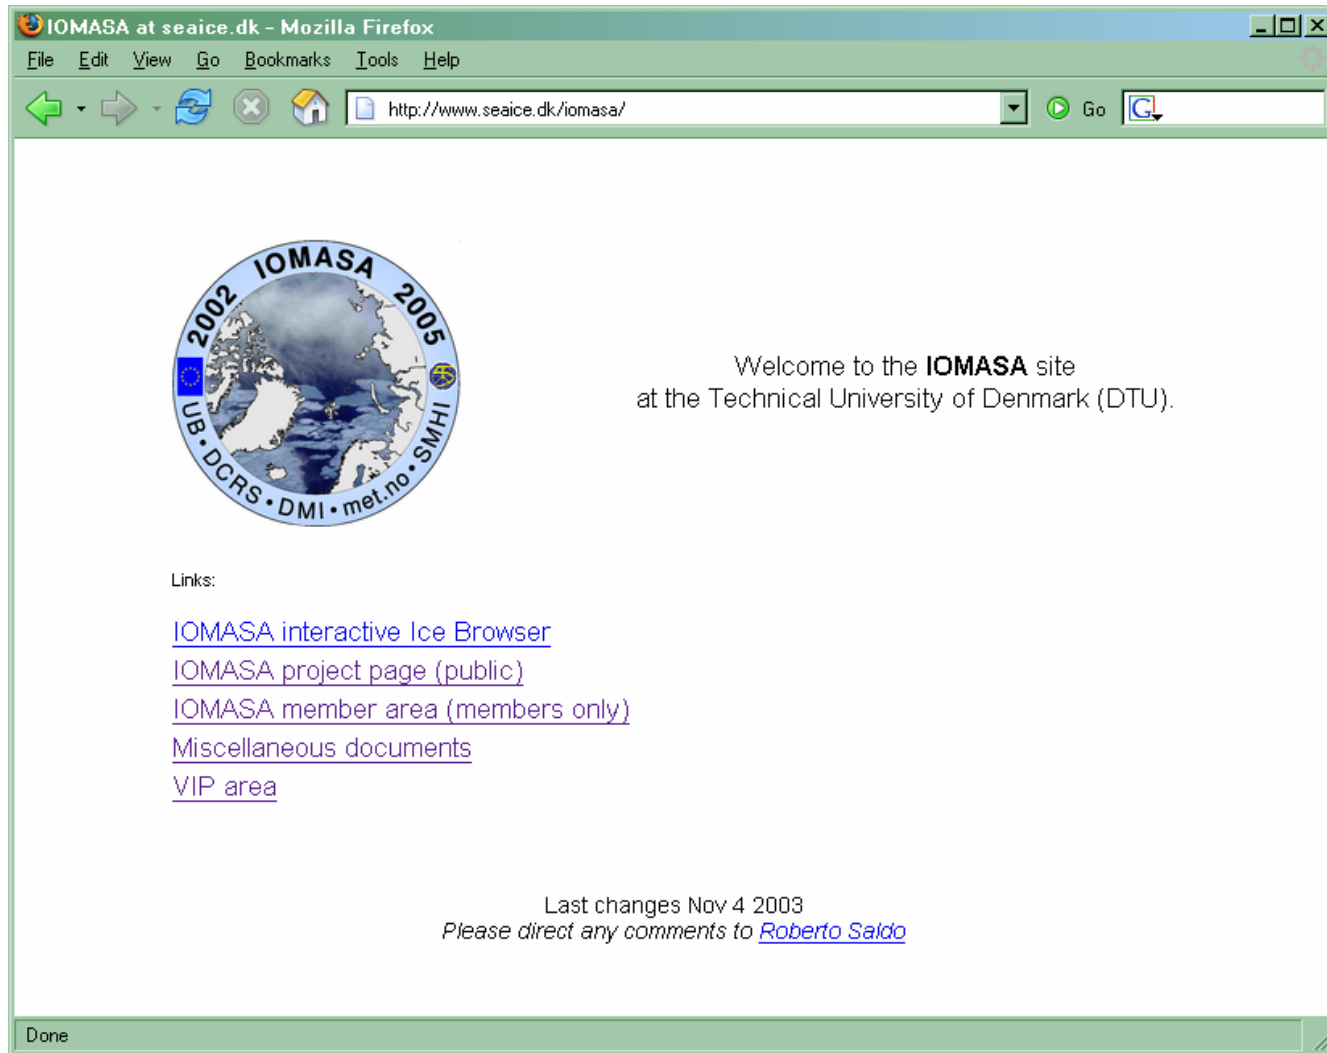 IOMASA at seaice.dk - Mozilla Firefox
File Edit View Go Bookmarks Tools Help
http://www.seaice.dk/iomasa/ Go G
2002 IOMASA 2005
UB • DCRS • DMI • met.no • SMHI
Welcome to the IOMASA site
at the Technical University of Denmark (DTU).
Links:
IOMASA interactive Ice Browser
IOMASA project page (public)
IOMASA member area (members only)
Miscellaneous documents
VIP area
Last changes Nov 4 2003
Please direct any comments to Roberto Saldo
Done